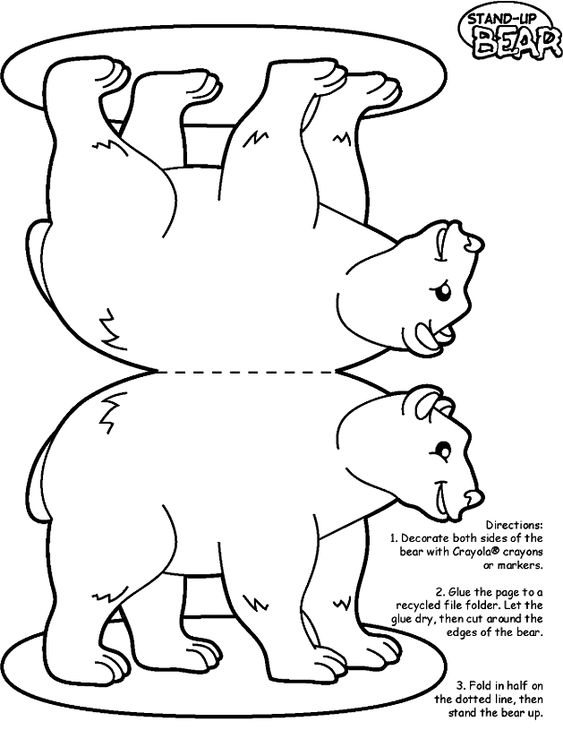 STAND-UP
BEAR
Directions:
1. Decorate both sides of the
bear with Crayola® crayons
or markers.
2. Glue the page to a
recycled file folder. Let the
glue dry, then cut around the
edges of the bear.
3. Fold in half on
the dotted line, then
stand the bear up.